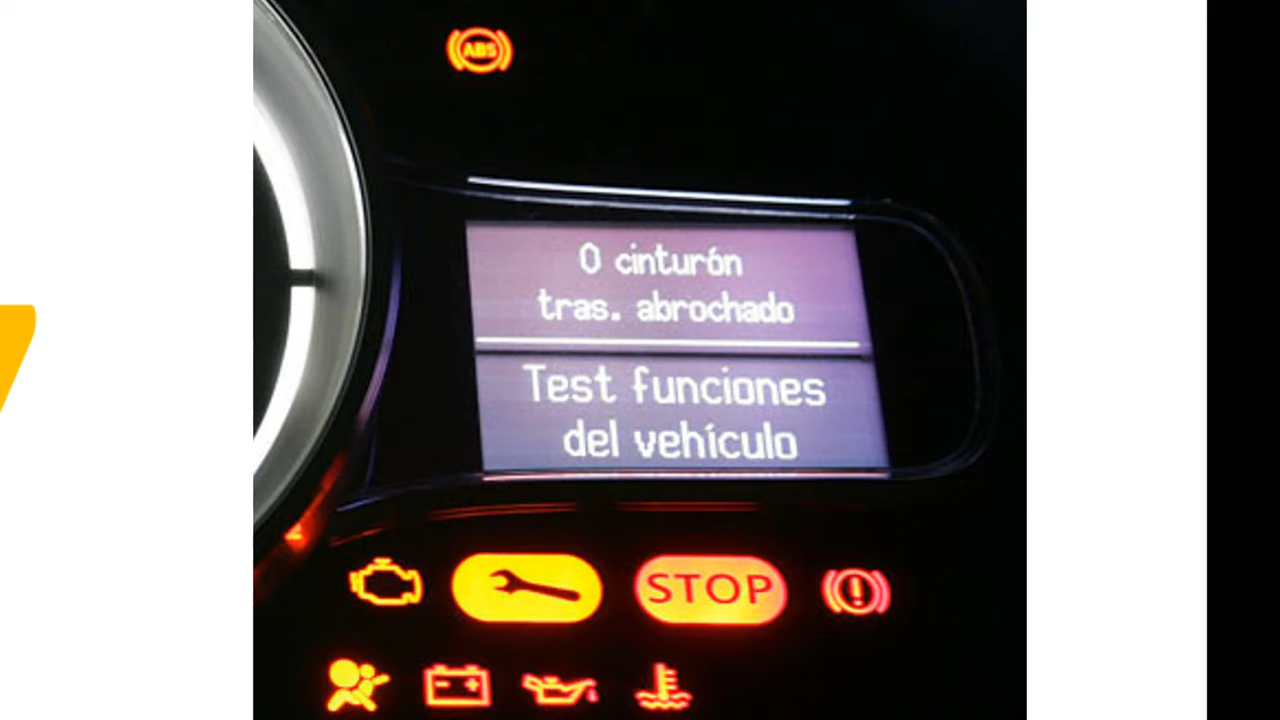 ABS
0 cinturón
tras. abrochado
Test funciones
del vehículo
STOP